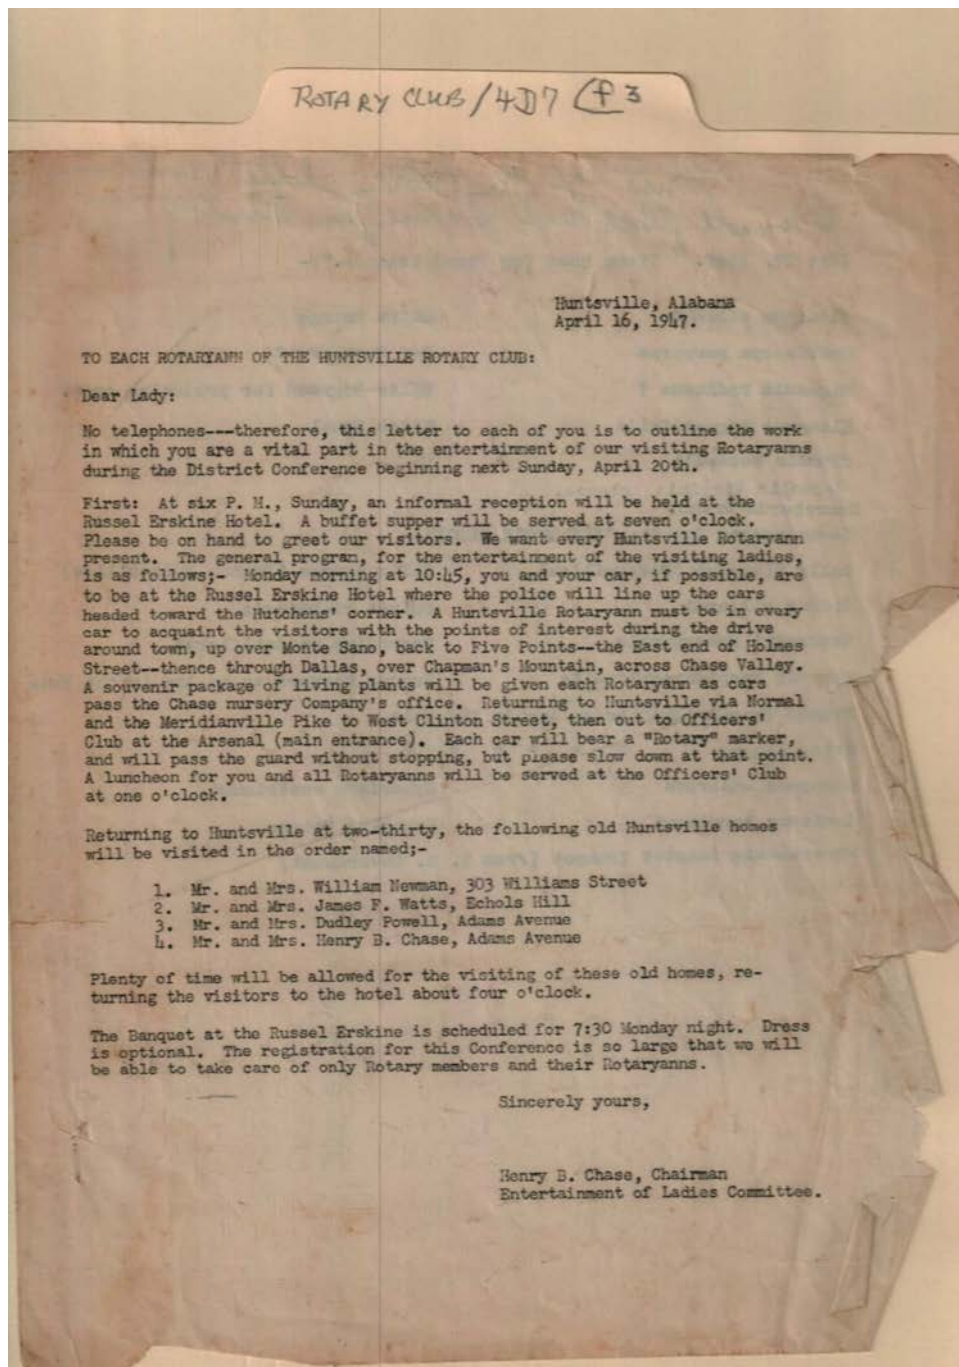 ROTARY CLUB/4D7 f3
Huntsville, Alabama
April 16, 1947.
TO EACH ROTARYANN OF THE HUNTSVILLE ROTARY CLUB:
Dear Lady:
No telephones---therefore, this letter to each of you is to outline the work
in which you are a vital part in the entertainment of our visiting Rotaryanns
during the District Conference beginning next Sunday, April 20th.
First: At six P. M., Sunday, an informal reception will be held at the
Russel Erskine Hotel. A buffet supper will be served at seven o'clock.
Please be on hand to greet our visitors. We want every Huntsville Rotaryann
present. The general program, for the entertainment of the visiting ladies,
is as follows;- Monday morning at 10:45, you and your car, if possible, are
to be at the Russel Erskine Hotel where the police will line up the cars
headed toward the Hutchens' corner. A Huntsville Rotaryann must be in every
car to acquaint the visitors with the points of interest during the drive
around town, up over Monte Sano, back to Five Points--the East end of Holmes
Street--thence through Dallas, over Chapman's Mountain, across Chase Valley.
A souvenir package of living plants will be given each Rotaryann as cars
pass the Chase nursery Company's office. Returning to Huntsville via Normal
and the Meridianville Pike to West Clinton Street, then out to Officers'
Club at the Arsenal (main entrance). Each car will bear a "Rotary" marker,
and will pass the guard without stopping, but please slow down at that point.
A luncheon for you and all Rotaryanns will be served at the Officers' Club
at one o'clock.
Returning to Huntsville at two-thirty, the following old Huntsville homes
will be visited in the order named;-
1. Mr. and Mrs. William Newman, 303 Williams Street
2. Mr. and Mrs. James F. Watts, Echols Hill
3. Mr. and Mrs. Dudley Powell, Adams Avenue
4. Mr. and Mrs. Henry B. Chase, Adams Avenue
Plenty of time will be allowed for the visiting of these old homes, re-
turning the visitors to the hotel about four o'clock.
The Banquet at the Russel Erskine is scheduled for 7:30 Monday night. Dress
is optional. The registration for this Conference is so large that we will
be able to take care of only Rotary members and their Rotaryanns.
Sincerely yours,
Henry B. Chase, Chairman
Entertainment of Ladies Committee.